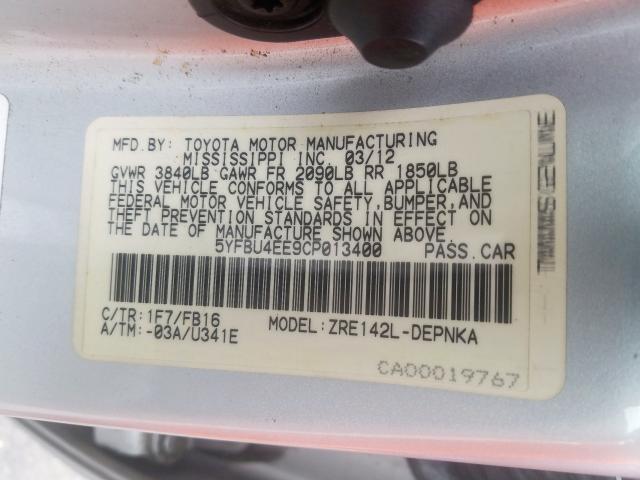 MFD.BY: TOYOTA MOTOR MANUFACTURING
MISSISSIPPI INC. 03/12
GVWR 3840LB GAWR FR 2090LB RR 1850LB
THIS VEHICLE CONFORMS TO ALL APPLICABLE
FEDERAL MOTOR VEHICLE SAFETY,BUMPER,AND
THEFT PREVENTION STANDARDS IN EFFECT ON
THE DATE OF MANUFACTURE SHOWN ABOVE.
5YFBU4EE9CP013400 PASS.CAR
C/TR:1F7/FB16
A/TM:-03A/U341E MODEL:ZRE142L-DEPNKA
CA00019767
GENUINE